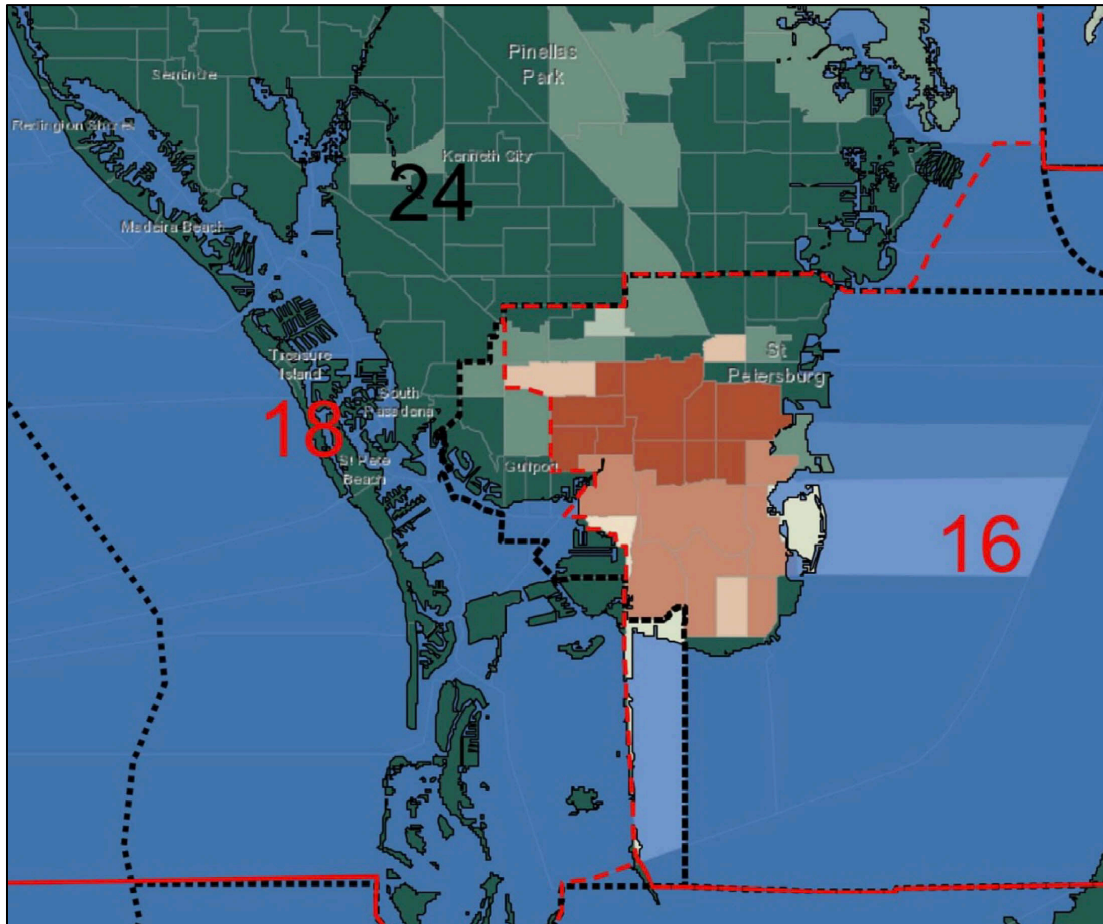 Pinellas
Park
Seminole
Redington Shores
Kenneth City
24
Madeira Beach
St
Petersburg
Treasure
Island
South
Pasadena
18
St Pete
Beach
Gulfport
16